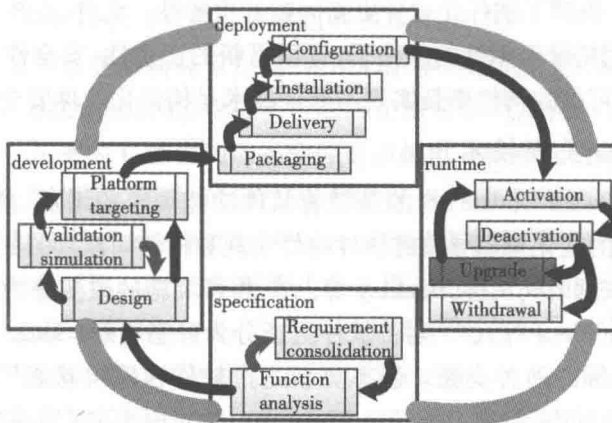 deployment
Configuration
Installation
Delivery
Packaging
development
Platform
targeting
Validation
simulation
Design
runtime
Activation
Deactivation
Upgrade
Withdrawal
specification
Requirement
consolidation
Function
analysis